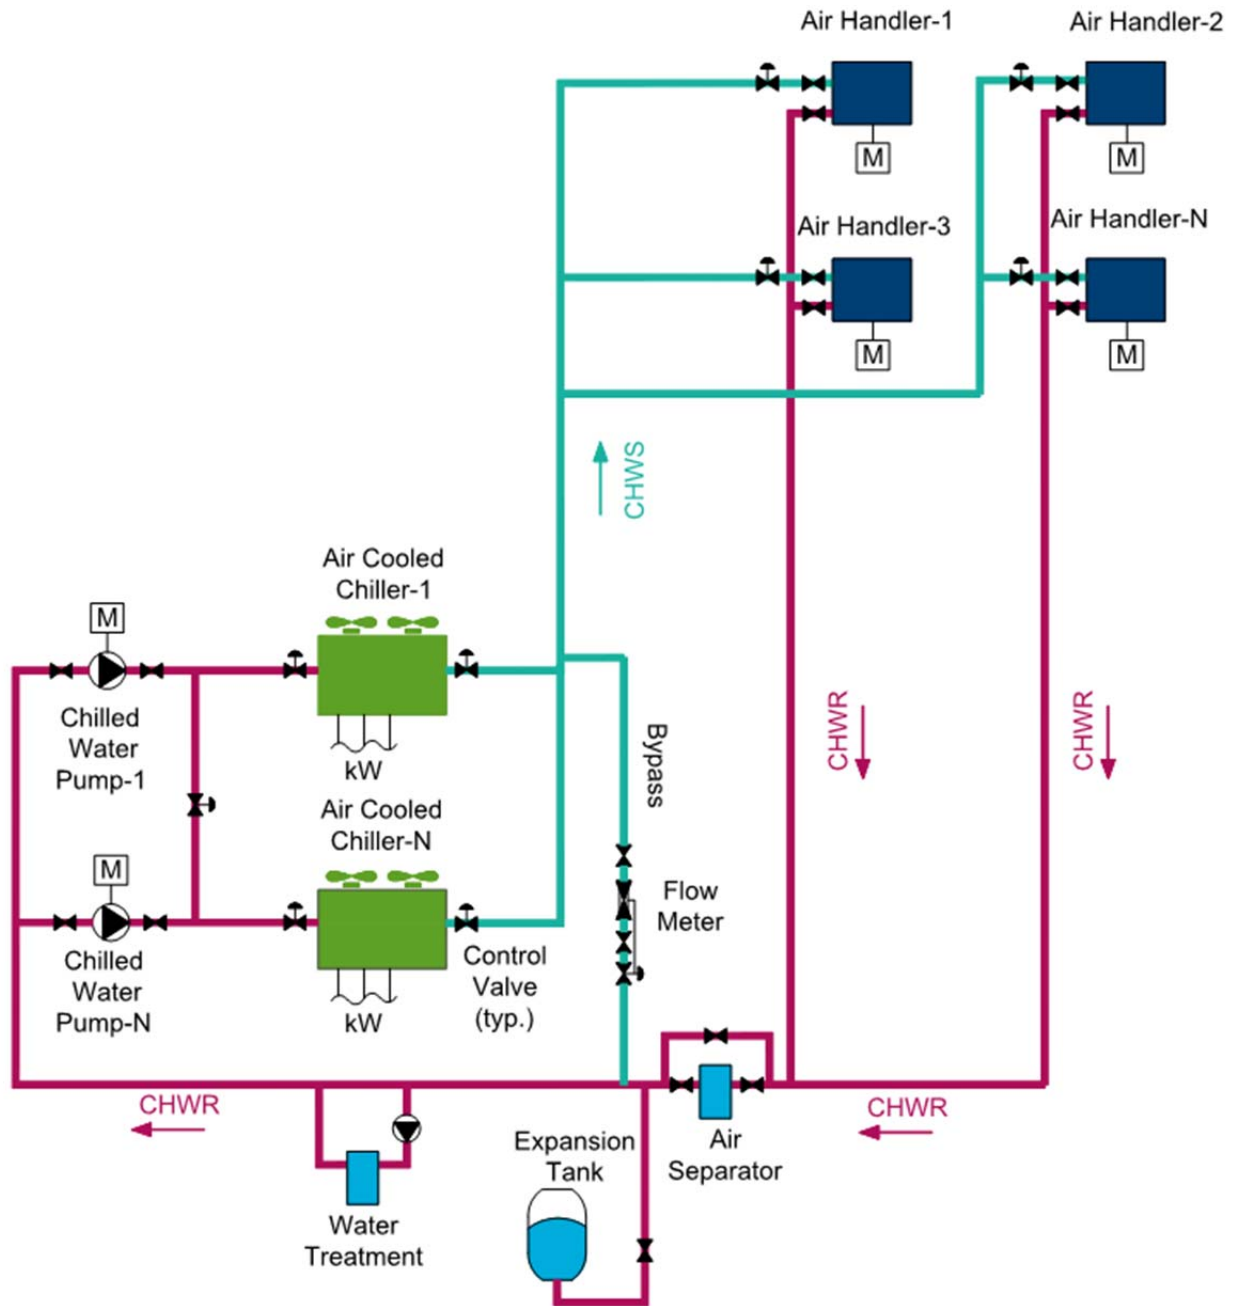 Air Handler-1
Air Handler-2
M
M
Air Handler-3
Air Handler-N
M
M
CHWS
Air Cooled
Chiller-1
M
Chilled
Water
Pump-1
kW
Bypass
CHWR
CHWR
Air Cooled
Chiller-N
M
Flow
Meter
Chilled
Water
Pump-N
kW
Control
Valve
(typ.)
CHWR
CHWR
Expansion
Tank
Air
Separator
Water
Treatment